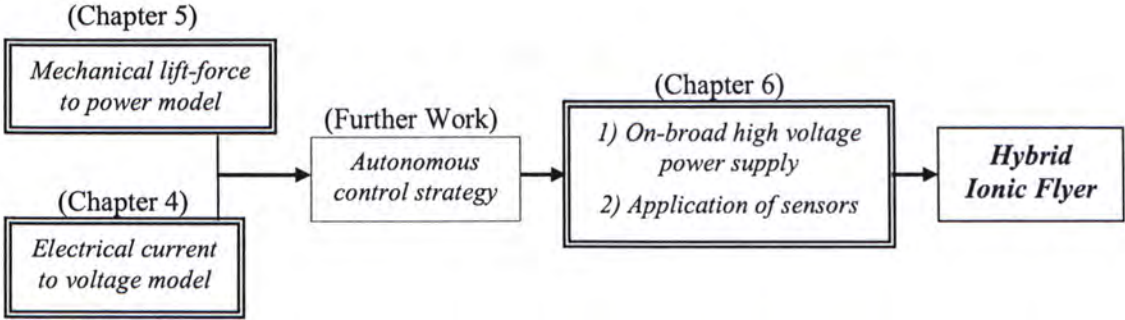 (Chapter 5)
Mechanical lift-force
to power model
(Chapter 4)
Electrical current
to voltage model
(Further Work)
Autonomous
control strategy
(Chapter 6)
1) On-broad high voltage
power supply
2) Application of sensors
Hybrid
Ionic Flyer